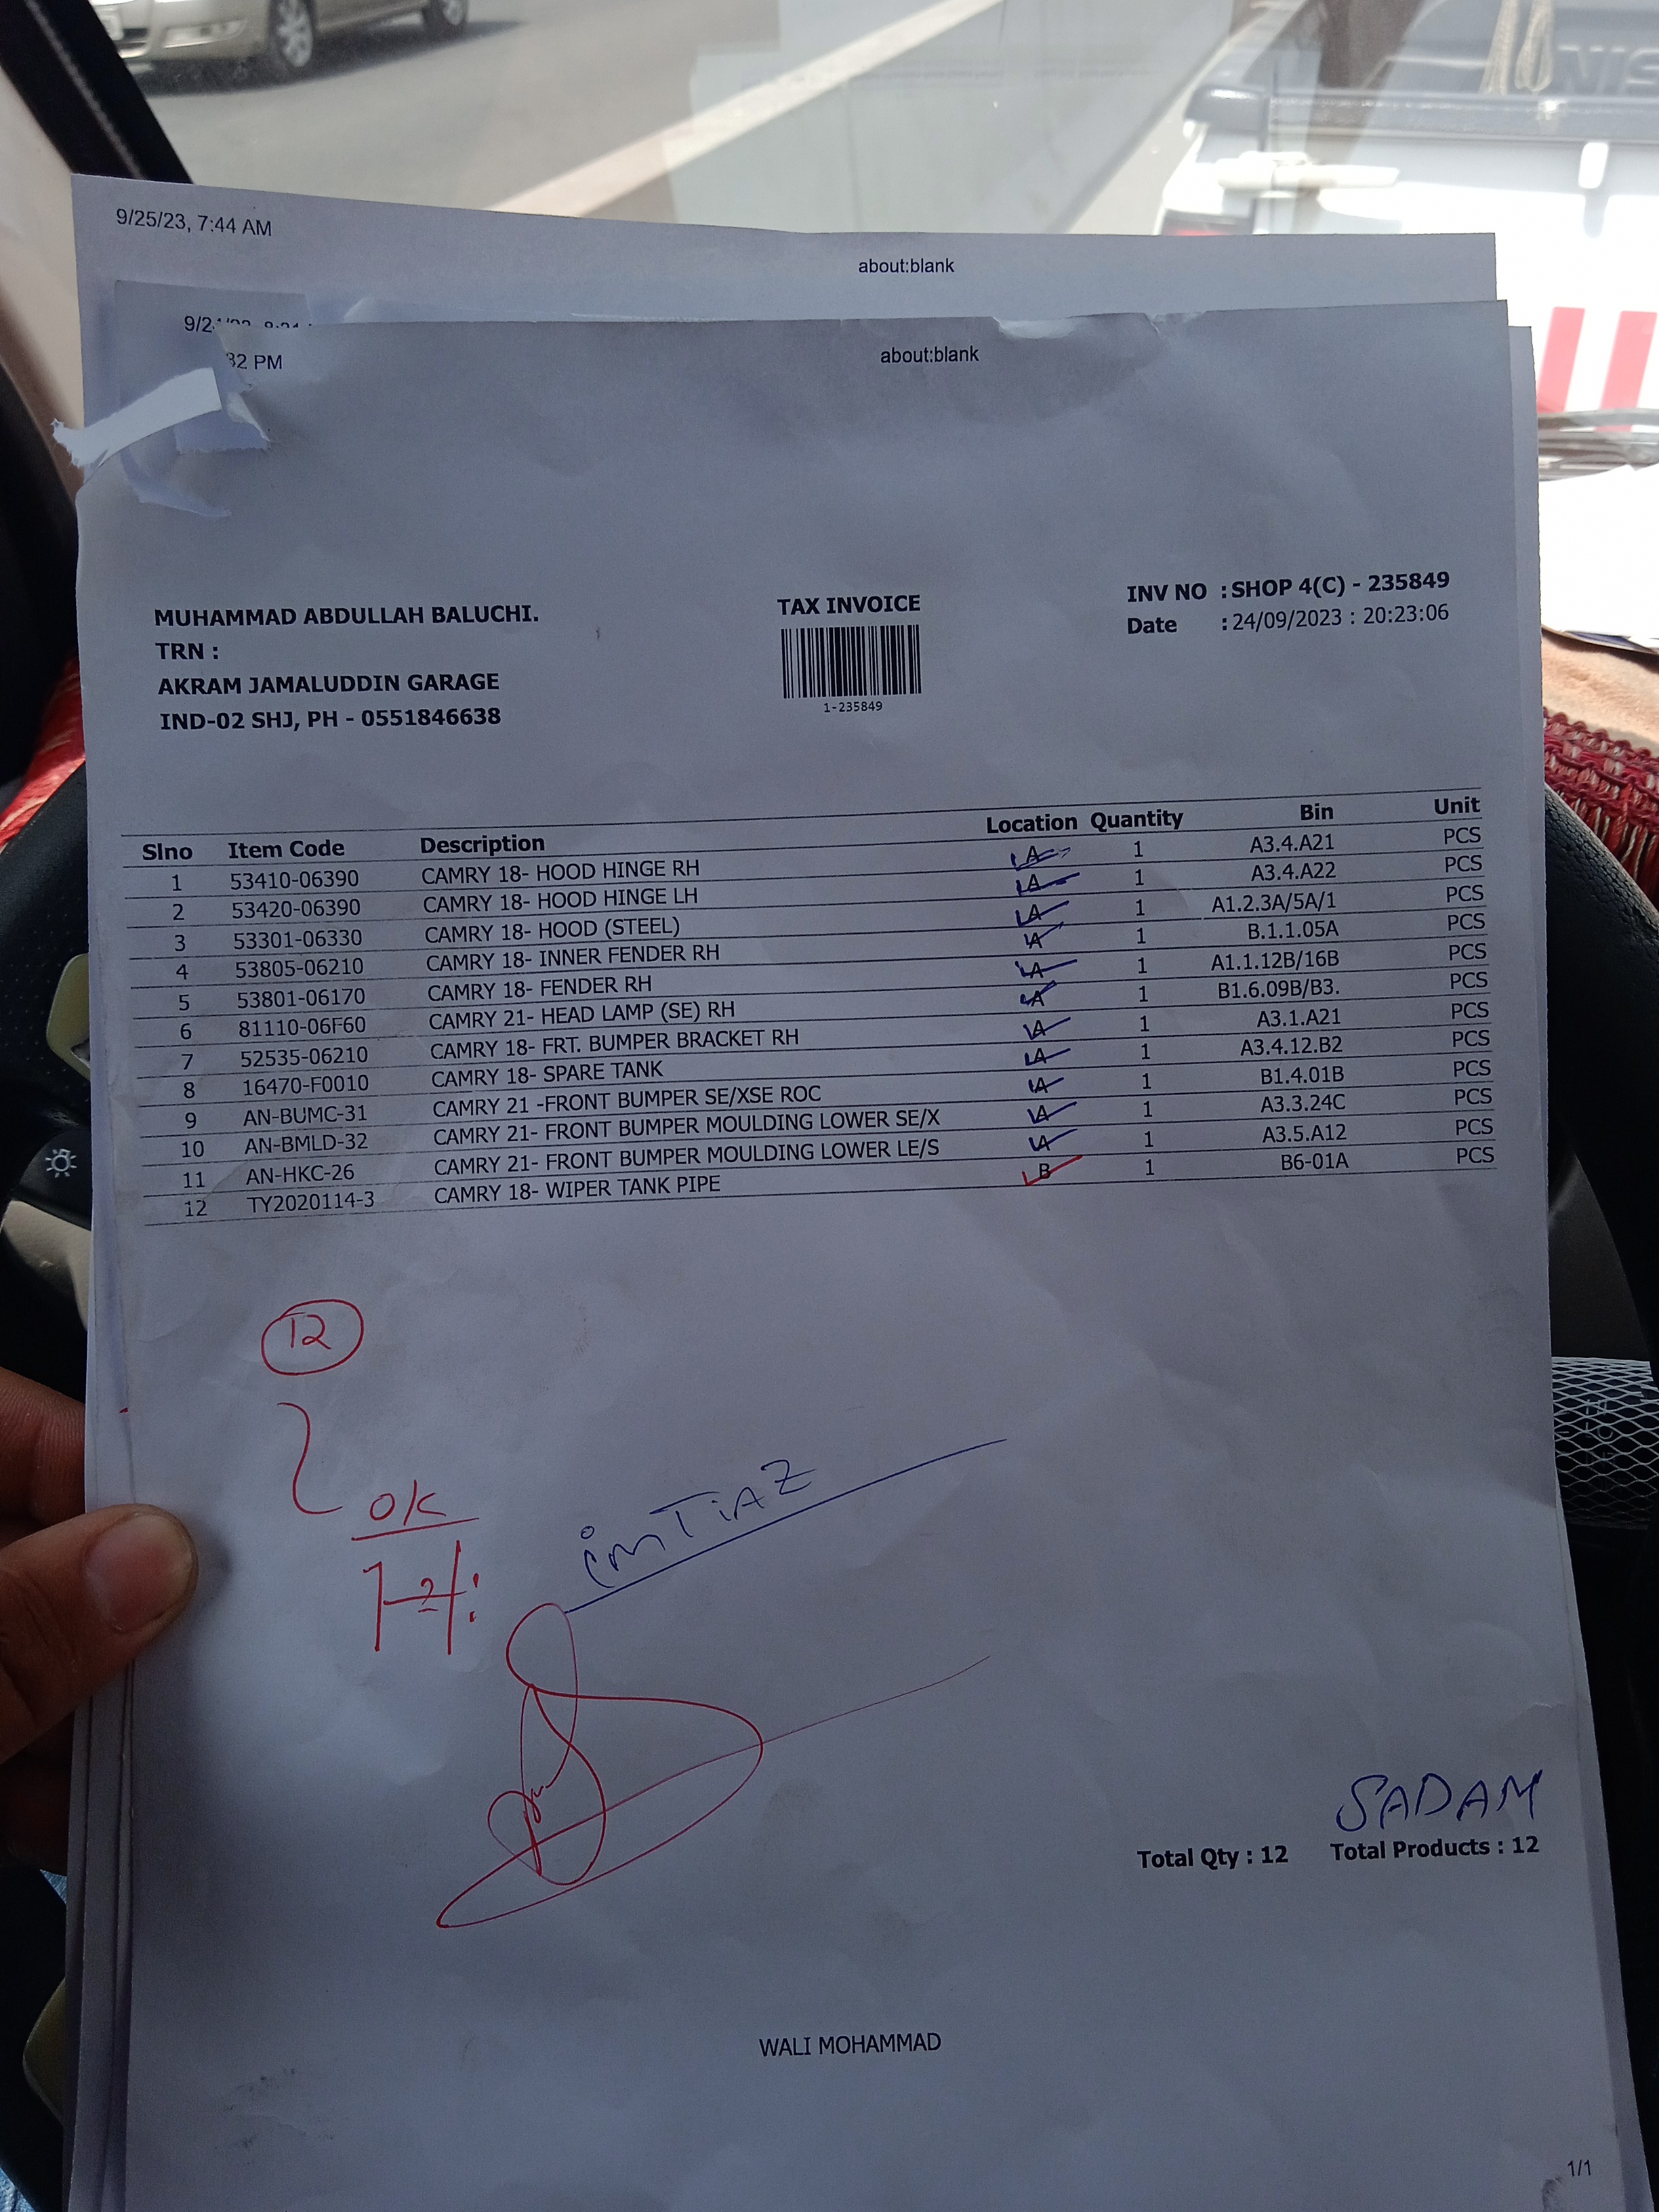 9/25/23, 7:44 AM
about:blank
32 PM
about:blank
MUHAMMAD ABDULLAH BALUCHI.
TRN :
AKRAM JAMALUDDIN GARAGE
IND-02 SHJ, PH - 0551846638
TAX INVOICE
1-235849
INV NO : SHOP 4(C) - 235849
Date : 24/09/2023 : 20:23:06
Slno Item Code Description Location Quantity Bin Unit
1 53410-06390 CAMRY 18- HOOD HINGE RH A 1 A3.4.A21 PCS
2 53420-06390 CAMRY 18- HOOD HINGE LH A 1 A3.4.A22 PCS
3 53301-06330 CAMRY 18- HOOD (STEEL) A 1 A1.2.3A/5A/1 PCS
4 53805-06210 CAMRY 18- INNER FENDER RH A 1 B.1.1.05A PCS
5 53801-06170 CAMRY 18- FENDER RH A 1 A1.1.12B/16B PCS
6 81110-06F60 CAMRY 21- HEAD LAMP (SE) RH A 1 B1.6.09B/B3. PCS
7 52535-06210 CAMRY 18- FRT. BUMPER BRACKET RH A 1 A3.1.A21 PCS
8 16470-F0010 CAMRY 18- SPARE TANK A 1 A3.4.12.B2 PCS
9 AN-BUMC-31 CAMRY 21 -FRONT BUMPER SE/XSE ROC A 1 B1.4.01B PCS
10 AN-BMLD-32 CAMRY 21- FRONT BUMPER MOULDING LOWER SE/X A 1 A3.3.24C PCS
11 AN-HKC-26 CAMRY 21- FRONT BUMPER MOULDING LOWER LE/S A 1 A3.5.A12 PCS
12 TY2020114-3 CAMRY 18- WIPER TANK PIPE B 1 B6-01A PCS
12
OK
imTiAZ
SADAM
Total Qty : 12 Total Products : 12
WALI MOHAMMAD
1/1